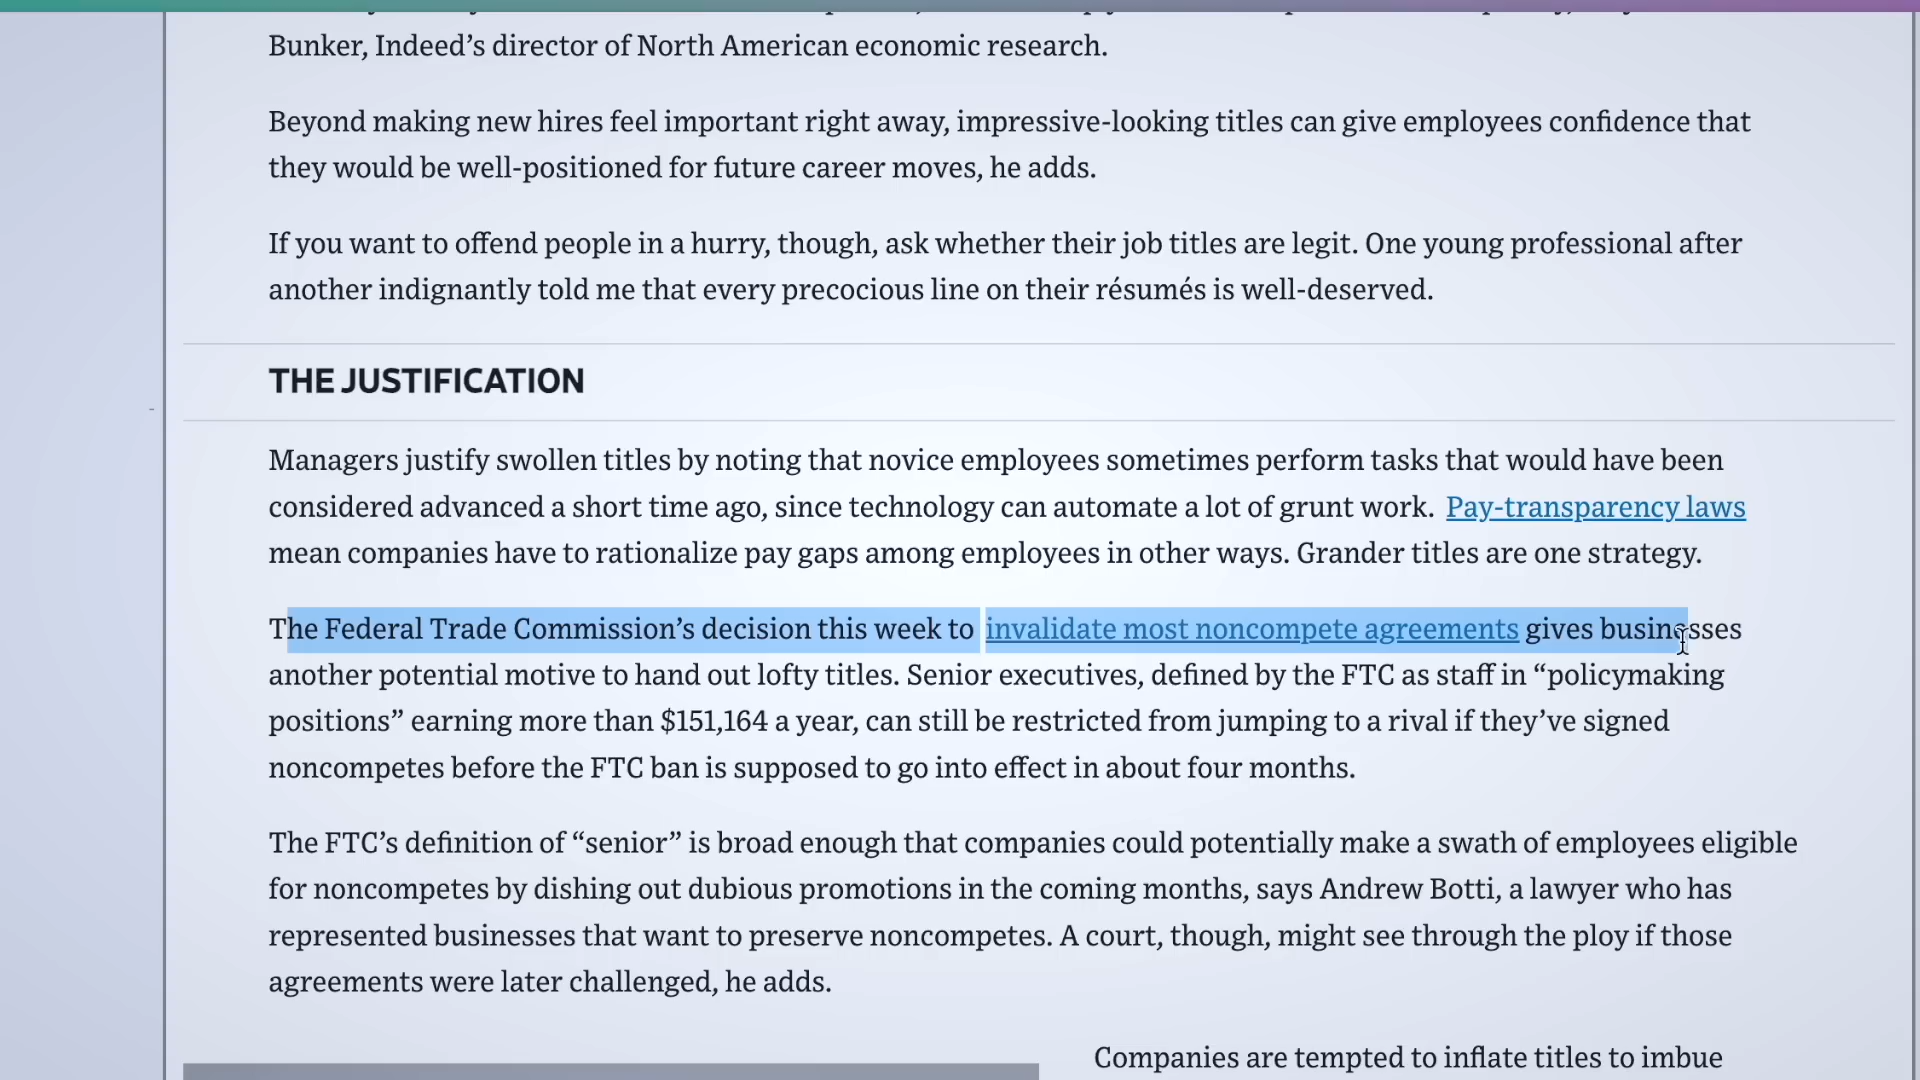 Bunker, Indeed’s director of North American economic research.
Beyond making new hires feel important right away, impressive-looking titles can give employees confidence that
they would be well-positioned for future career moves, he adds.
If you want to offend people in a hurry, though, ask whether their job titles are legit. One young professional after
another indignantly told me that every precocious line on their résumés is well-deserved.
THE JUSTIFICATION
Managers justify swollen titles by noting that novice employees sometimes perform tasks that would have been
considered advanced a short time ago, since technology can automate a lot of grunt work. Pay-transparency laws
mean companies have to rationalize pay gaps among employees in other ways. Grander titles are one strategy.
The Federal Trade Commission’s decision this week to invalidate most noncompete agreements gives businesses
another potential motive to hand out lofty titles. Senior executives, defined by the FTC as staff in “policymaking
positions” earning more than $151,164 a year, can still be restricted from jumping to a rival if they’ve signed
noncompetes before the FTC ban is supposed to go into effect in about four months.
The FTC’s definition of “senior” is broad enough that companies could potentially make a swath of employees eligible
for noncompetes by dishing out dubious promotions in the coming months, says Andrew Botti, a lawyer who has
represented businesses that want to preserve noncompetes. A court, though, might see through the ploy if those
agreements were later challenged, he adds.
Companies are tempted to inflate titles to imbue